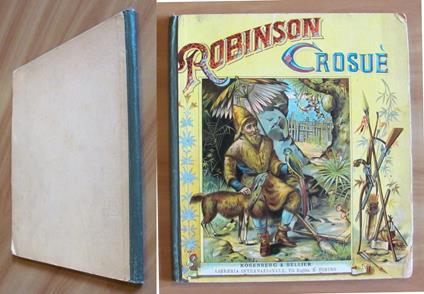 ROBINSON
CROSUÈ
ROSENBERG & SELLIER
LIBRERIA INTERNAZIONALE, Via Bogino 3. TORINO